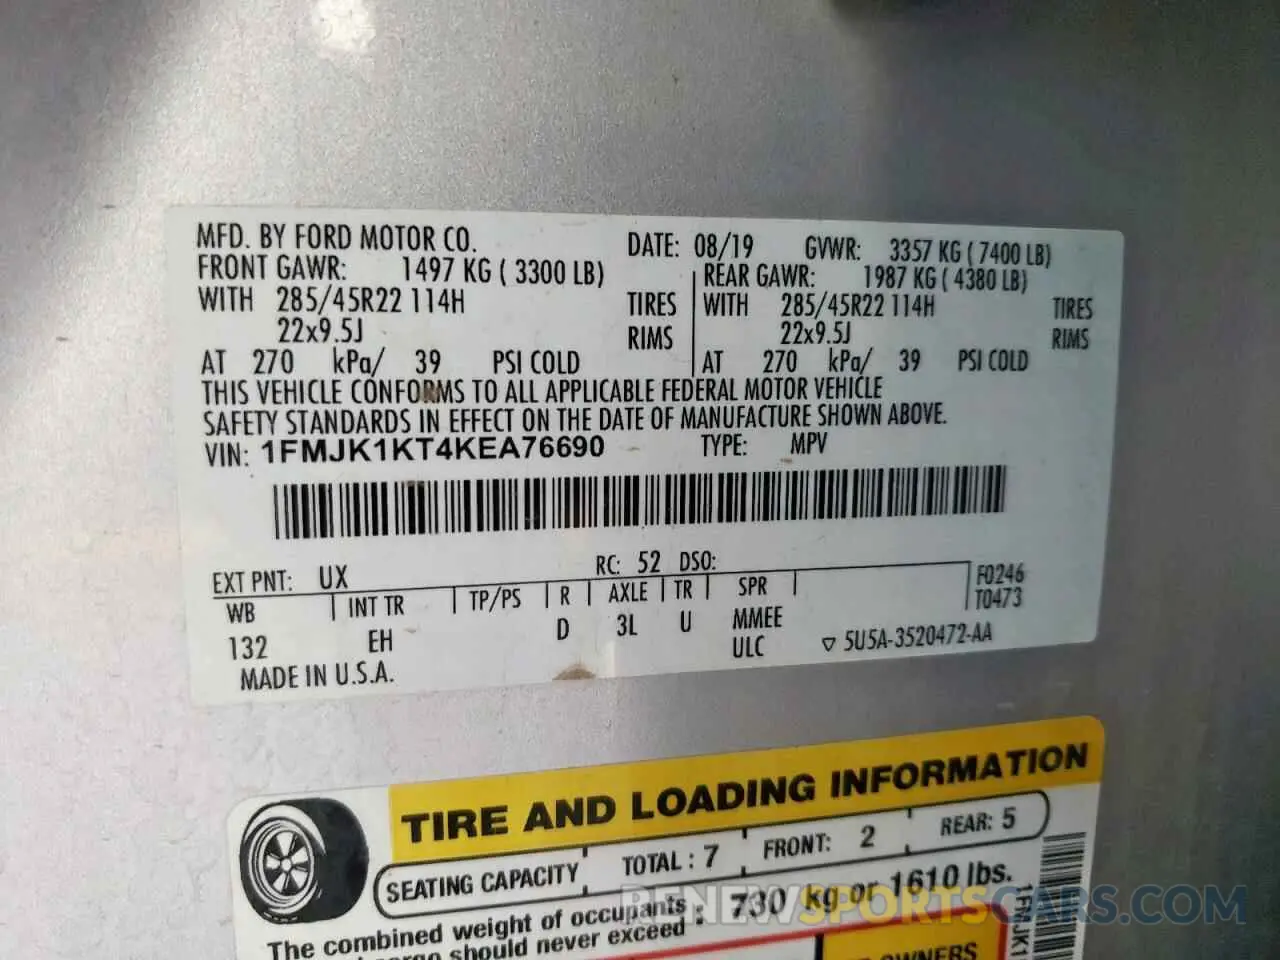 MFD. BY FORD MOTOR CO. DATE: 08/19 GVWR: 3357 KG ( 7400 LB)
FRONT GAWR: 1497 KG ( 3300 LB) REAR GAWR: 1987 KG ( 4380 LB)
WITH 285/45R22 114H TIRES WITH 285/45R22 114H TIRES
22x9.5J RIMS 22x9.5J RIMS
AT 270 kPa/ 39 PSI COLD AT 270 kPa/ 39 PSI COLD
THIS VEHICLE CONFORMS TO ALL APPLICABLE FEDERAL MOTOR VEHICLE
SAFETY STANDARDS IN EFFECT ON THE DATE OF MANUFACTURE SHOWN ABOVE.
VIN: 1FMJK1KT4KEA76690 TYPE: MPV
EXT PNT: UX RC: 52 DSO:
WB INT TR TP/PS R AXLE TR SPR F0246
T0473
132 EH D 3L U MMEE
ULC ▽ 5U5A-3520472-AA
MADE IN U.S.A.
TIRE AND LOADING INFORMATION
SEATING CAPACITY TOTAL : 7 FRONT: 2 REAR: 5
The combined weight of occupants : 730 kg or 1610 lbs.
should never exceed :
OWNERS
1FMJK1
RENEWSPORTSCARS.COM